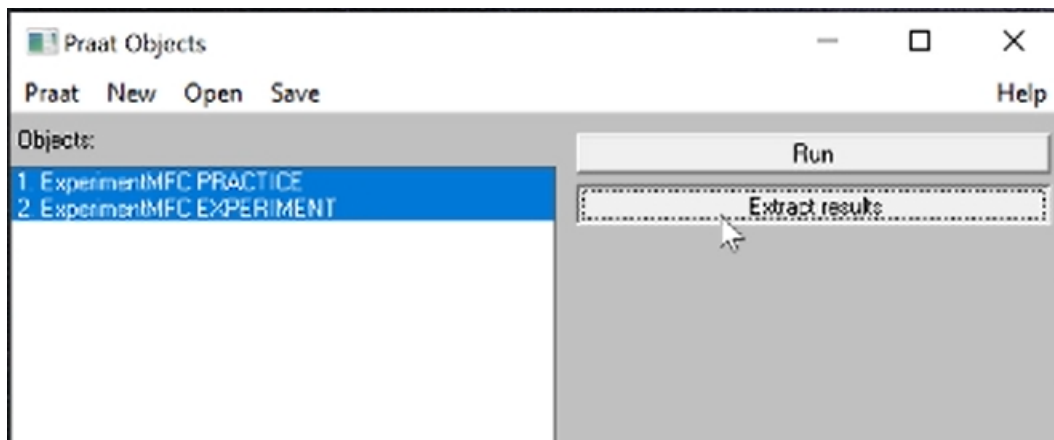 Praat Objects
Praat New Open Save Help
Objects:
Run
1. ExperimentMFC PRACTICE
2. ExperimentMFC EXPERIMENT
Extract results